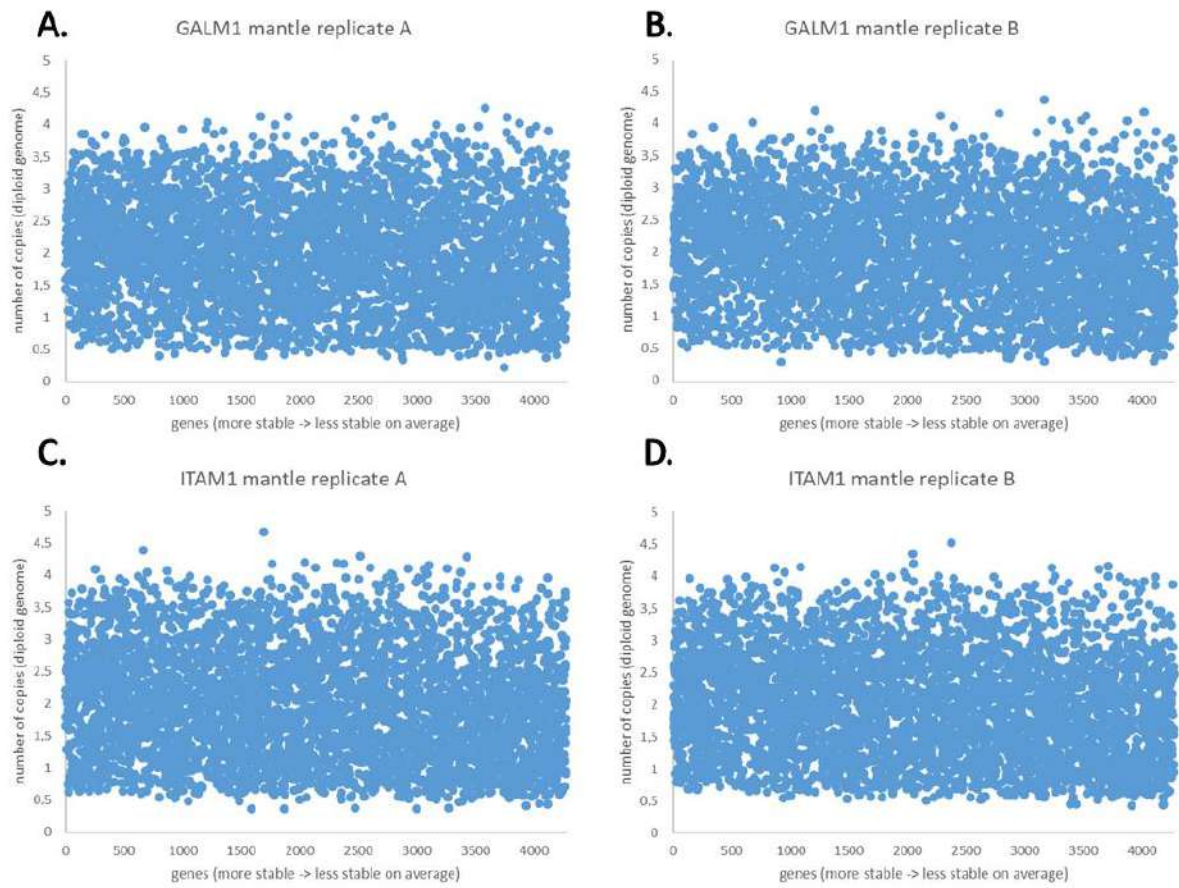 A.
GALM1 mantle replicate A
5
4.5
4
3.5
3
2.5
2
1.5
1
0.5
0
number of copies (diploid genome)
0 500 1000 1500 2000 2500 3000 3500 4000
genes (more stable -> less stable on average)
B.
GALM1 mantle replicate B
5
4.5
4
3,5
3
2.5
2
1.5
1
0.5
0
number of copies (diploid genome)
0 500 1000 1500 2000 2500 3000 3500 4000
genes (more stable -> less stable on average)
C.
ITAM1 mantle replicate A
5
4.5
4
3.5
3
2.5
2
1.5
1
0.5
0
number of copies (diploid genome)
0 500 1000 1500 2000 2500 3000 3500 4000
genes (more stable -> less stable on average)
D.
ITAM1 mantle replicate B
5
4.5
4
3,5
3
2.5
2
1.5
1
0.5
0
number of copies (diploid genome)
0 500 1000 1500 2000 2500 3000 3500 4000
genes (more stable -> less stable on average)